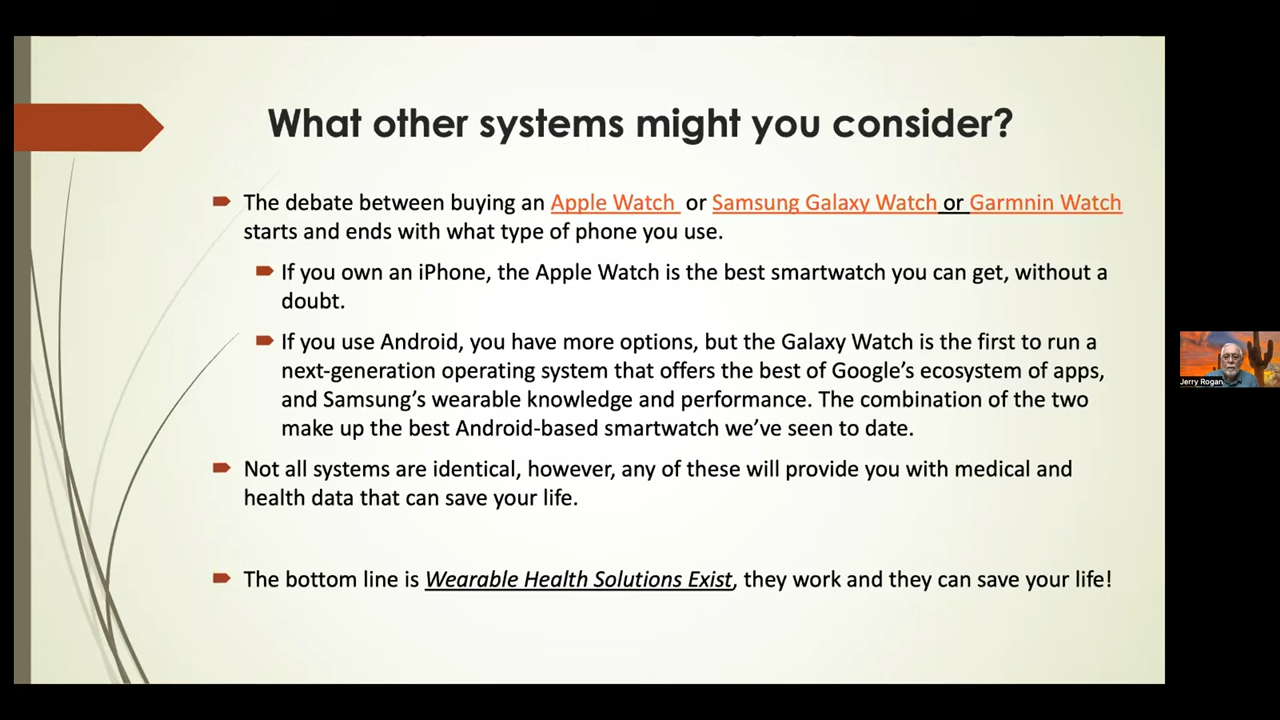 What other systems might you consider?
The debate between buying an Apple Watch or Samsung Galaxy Watch or Garmnin Watch
starts and ends with what type of phone you use.
If you own an iPhone, the Apple Watch is the best smartwatch you can get, without a
doubt.
If you use Android, you have more options, but the Galaxy Watch is the first to run a
next-generation operating system that offers the best of Google’s ecosystem of apps,
and Samsung’s wearable knowledge and performance. The combination of the two
make up the best Android-based smartwatch we’ve seen to date.
Not all systems are identical, however, any of these will provide you with medical and
health data that can save your life.
The bottom line is Wearable Health Solutions Exist, they work and they can save your life!
Jerry Rogan